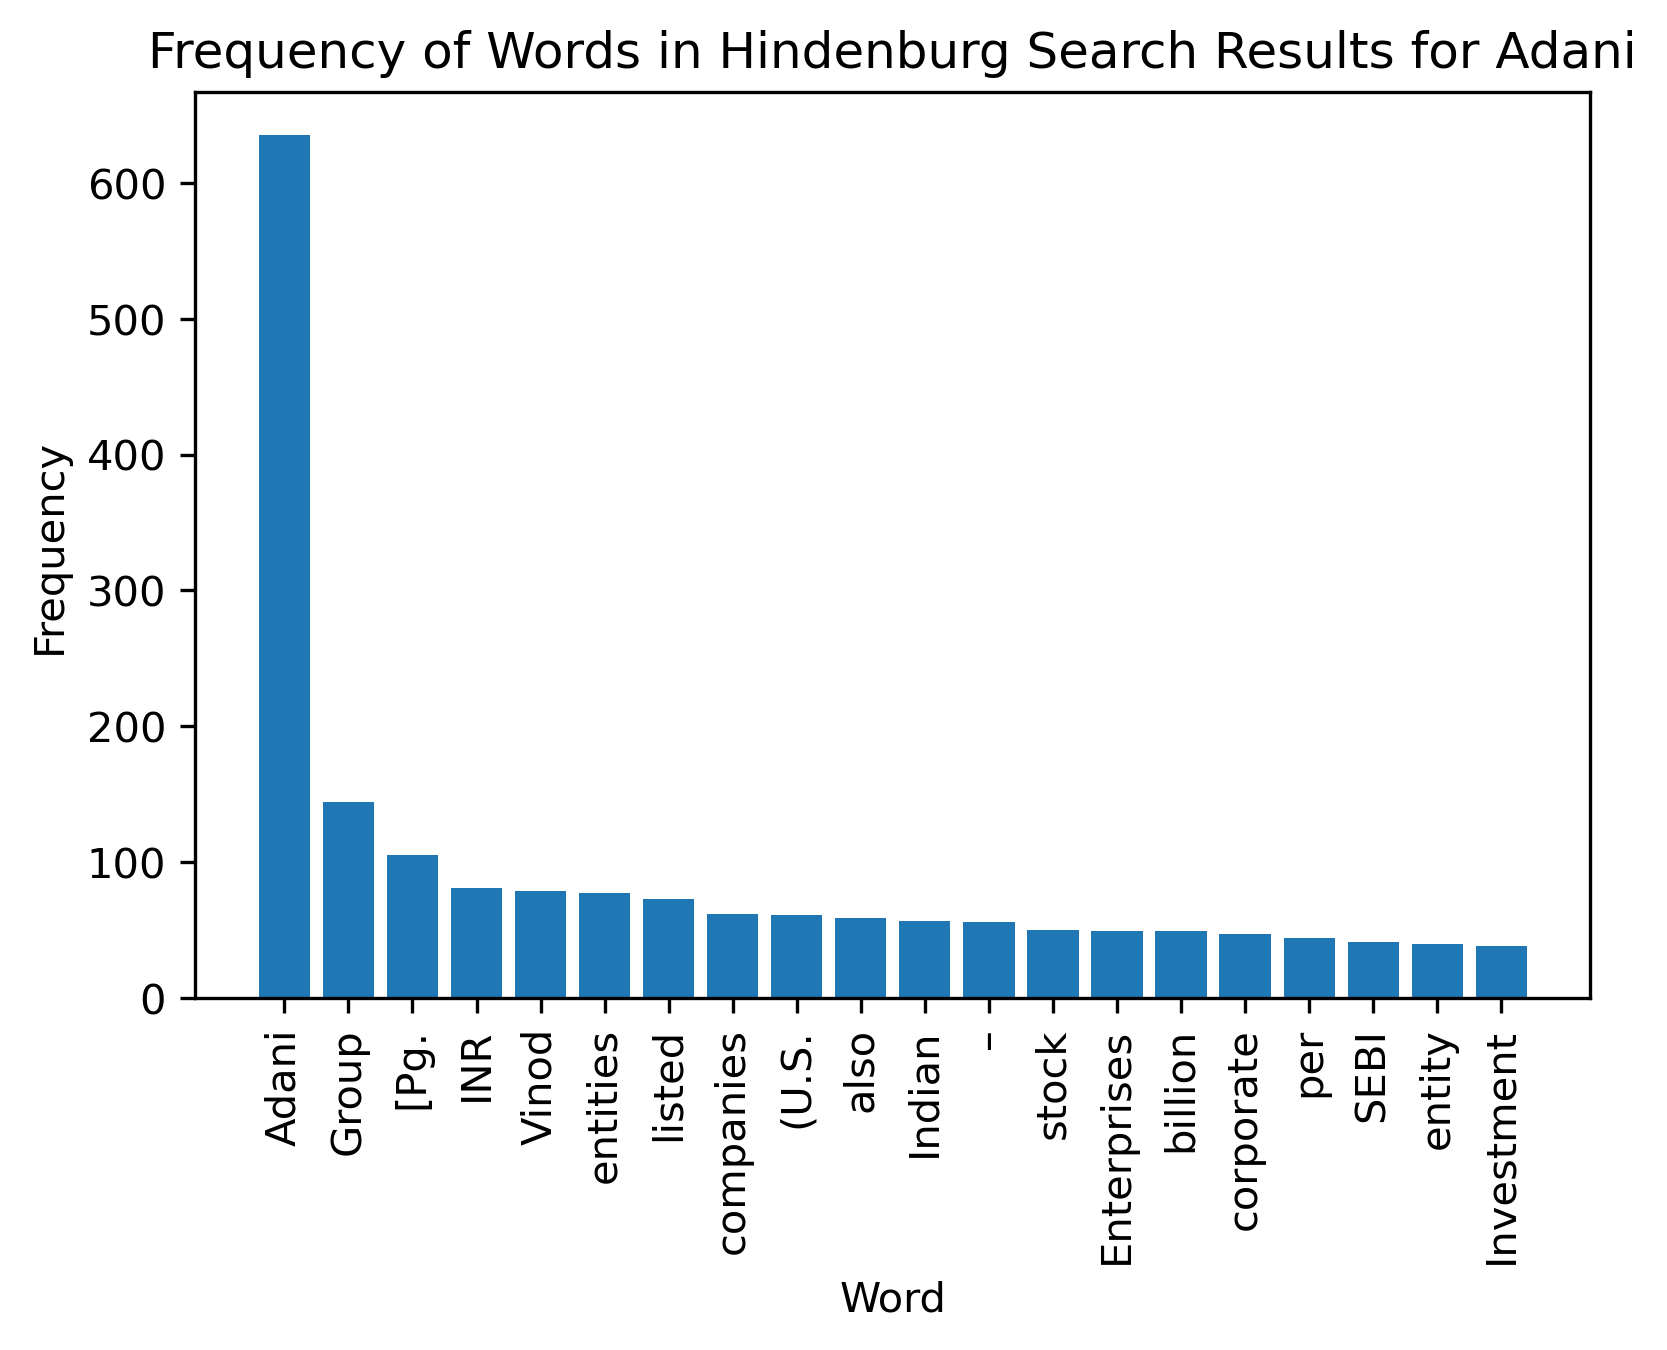 Frequency of Words in Hindenburg Search Results for Adani
600
500
400
300
200
100
0
Frequency
Adani
Group
[Pg.
INR
Vinod
entities
listed
companies
(U.S.
also
Indian
–
stock
Enterprises
billion
corporate
per
SEBI
entity
Investment
Word